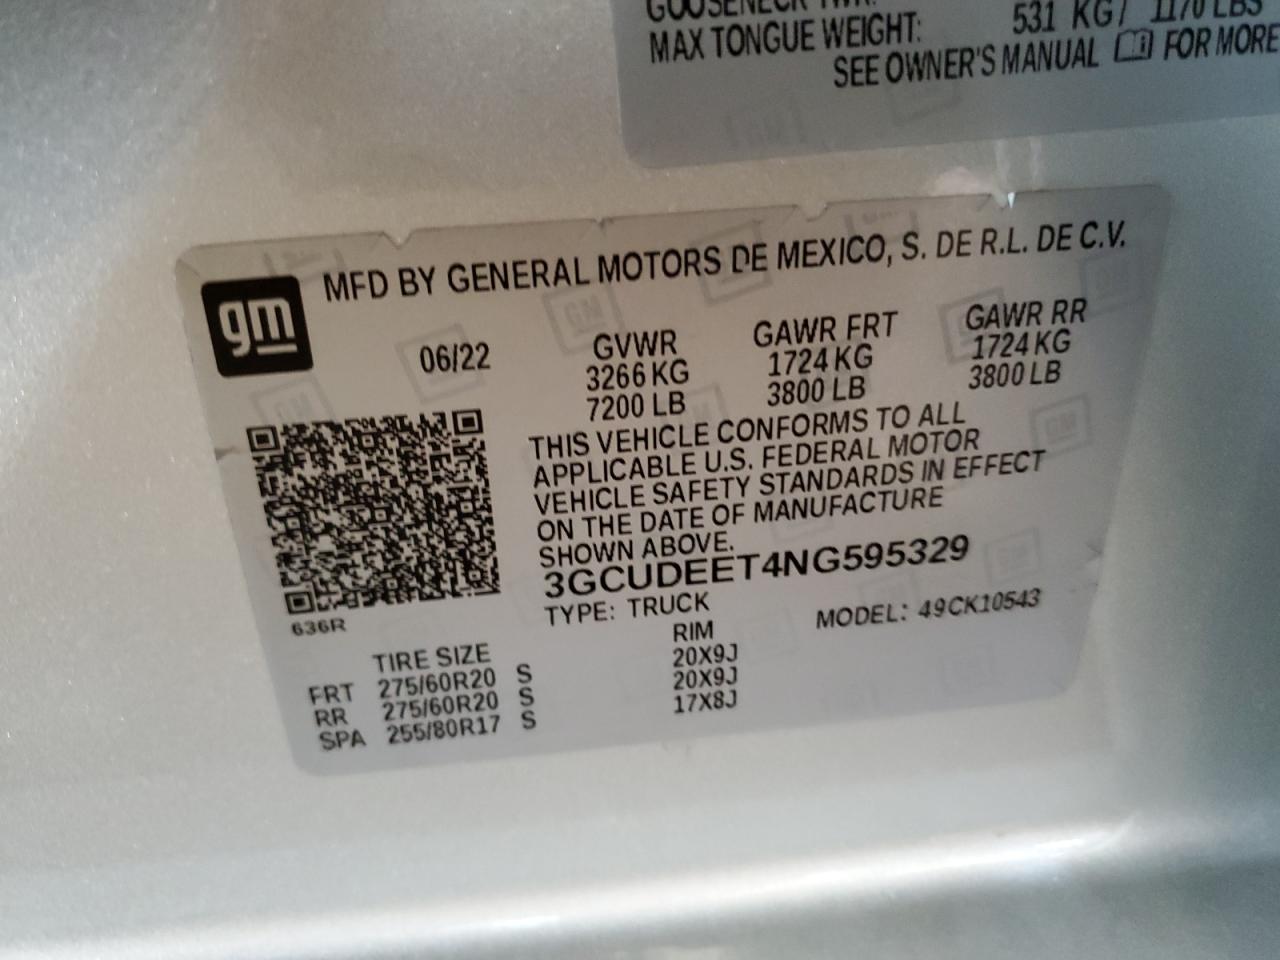 GOOSENECK
MAX TONGUE WEIGHT: 531 KG / 1170 LBS
SEE OWNER'S MANUAL FOR MORE
gm
MFD BY GENERAL MOTORS DE MEXICO, S. DE R.L. DE C.V.
06/22 GVWR GAWR FRT GAWR RR
3266 KG 1724 KG 1724 KG
7200 LB 3800 LB 3800 LB
THIS VEHICLE CONFORMS TO ALL
APPLICABLE U.S. FEDERAL MOTOR
VEHICLE SAFETY STANDARDS IN EFFECT
ON THE DATE OF MANUFACTURE
SHOWN ABOVE.
3GCUDEET4NG595329
TYPE: TRUCK MODEL: 49CK10543
636R
TIRE SIZE RIM
FRT 275/60R20 S 20X9J
RR 275/60R20 S 20X9J
SPA 255/80R17 S 17X8J